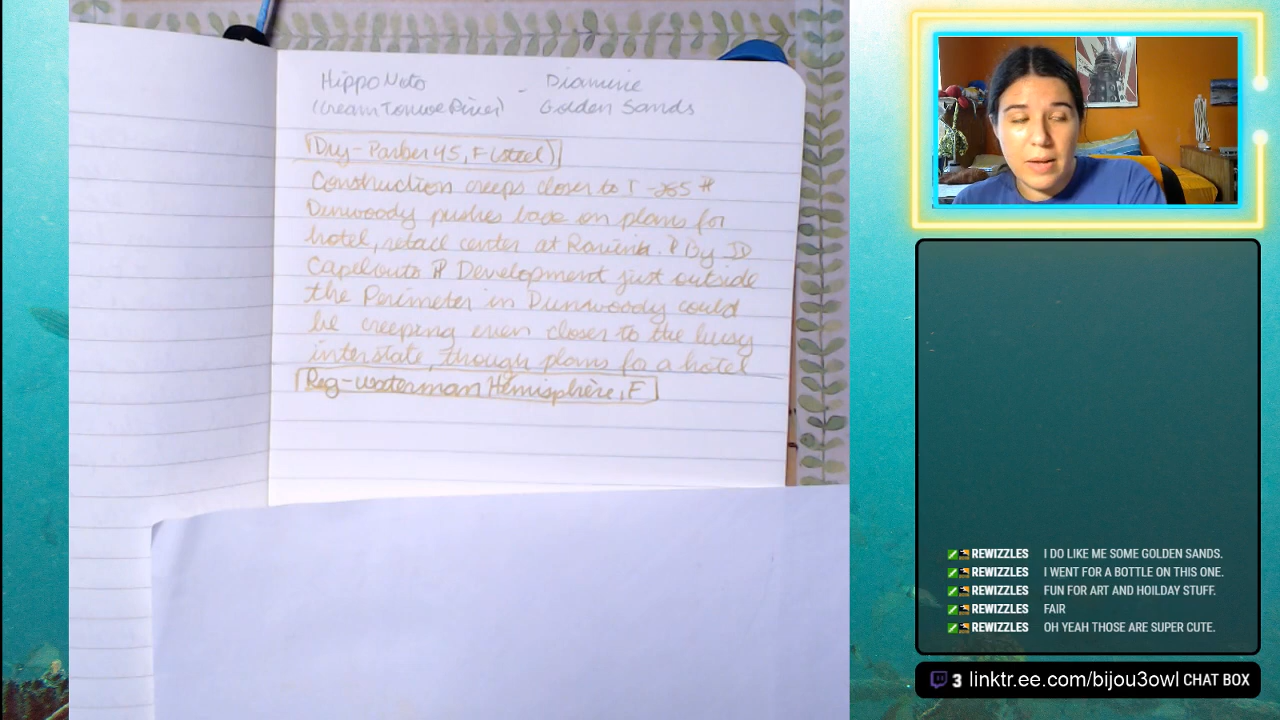 Hippo Noto - Diamine
(Cream Tomoe River) Golden Sands
Dry-Parker 45, F (steel)
Construction creeps closer to I-285 ¶
Dunwoody pushes back on plans for
hotel, retail center at Ravinia. ¶ By JD
Capelouto ¶ Development just outside
the Perimeter in Dunwoody could
be creeping even closer to the busy
interstate, though plans for a hotel
Reg-Waterman Hémisphère, F
REWIZZLES I DO LIKE ME SOME GOLDEN SANDS.
REWIZZLES I WENT FOR A BOTTLE ON THIS ONE.
REWIZZLES FUN FOR ART AND HOILDAY STUFF.
REWIZZLES FAIR
REWIZZLES OH YEAH THOSE ARE SUPER CUTE.
3 linktr.ee.com/bijou3owl CHAT BOX